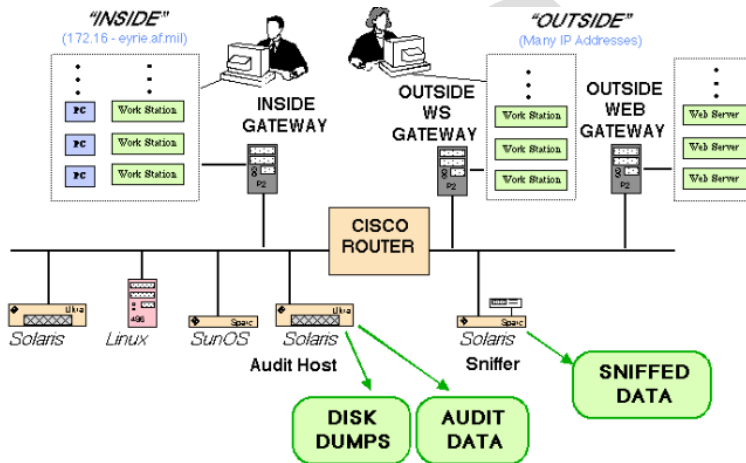 "INSIDE"
(172.16 - eyrie.af.mil)
"OUTSIDE"
(Many IP Addresses)
PC
Work Station
PC
Work Station
PC
Work Station
INSIDE
GATEWAY
P2
OUTSIDE
WS
GATEWAY
P2
Work Station
Work Station
Work Station
OUTSIDE
WEB
GATEWAY
P2
Web Server
Web Server
Web Server
CISCO
ROUTER
Ultra
Solaris
486
Linux
Sparc
SunOS
Ultra
Solaris
Audit Host
Sparc
Solaris
Sniffer
DISK
DUMPS
AUDIT
DATA
SNIFFED
DATA